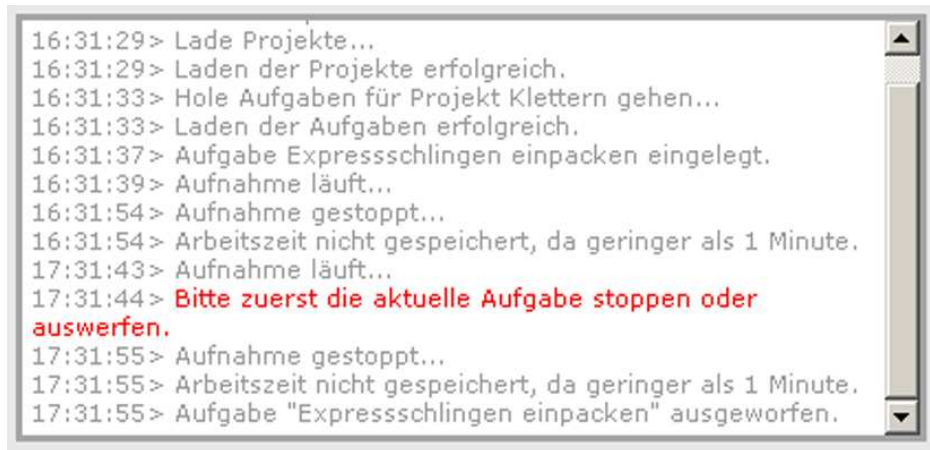 16:31:29> Lade Projekte...
16:31:29> Laden der Projekte erfolgreich.
16:31:33> Hole Aufgaben für Projekt Klettern gehen...
16:31:33> Laden der Aufgaben erfolgreich.
16:31:37> Aufgabe Expressschlingen einpacken eingelegt.
16:31:39> Aufnahme läuft...
16:31:54> Aufnahme gestoppt...
16:31:54> Arbeitszeit nicht gespeichert, da geringer als 1 Minute.
17:31:43> Aufnahme läuft...
17:31:44> Bitte zuerst die aktuelle Aufgabe stoppen oder
auswerfen.
17:31:55> Aufnahme gestoppt...
17:31:55> Arbeitszeit nicht gespeichert, da geringer als 1 Minute.
17:31:55> Aufgabe "Expressschlingen einpacken" ausgeworfen.